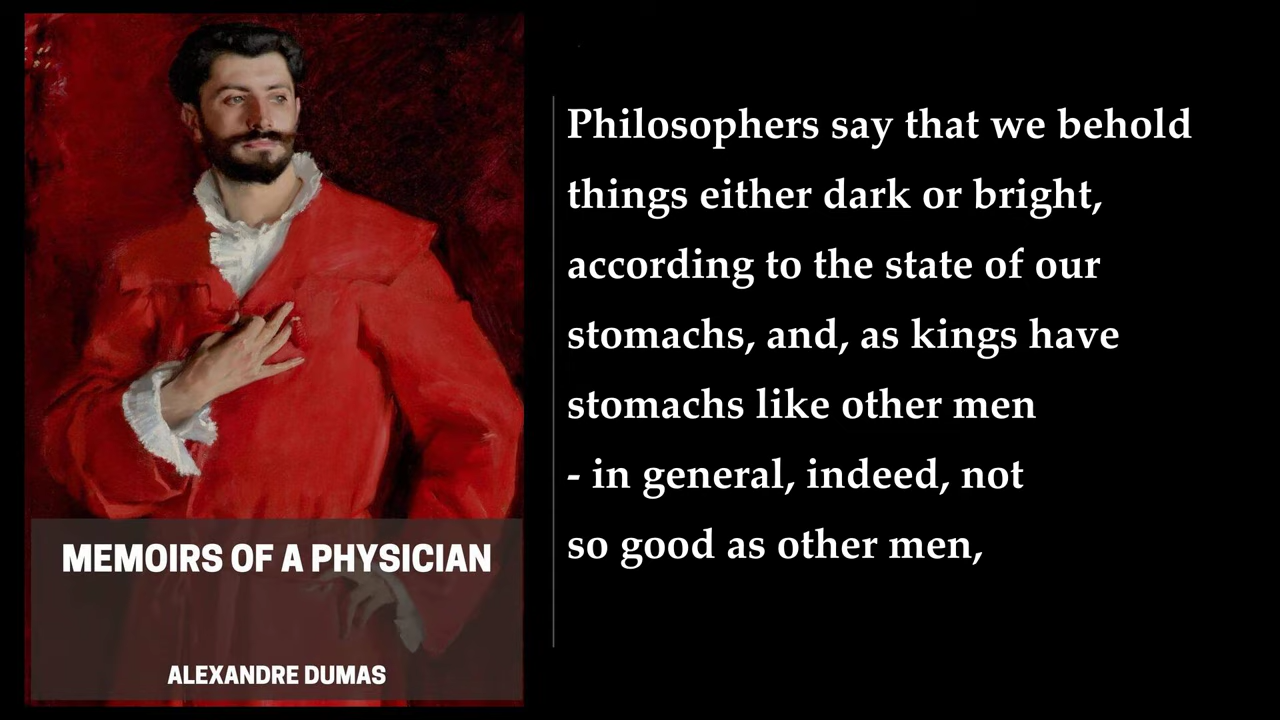 MEMOIRS OF A PHYSICIAN
ALEXANDRE DUMAS
Philosophers say that we behold
things either dark or bright,
according to the state of our
stomachs, and, as kings have
stomachs like other men
- in general, indeed, not
so good as other men,